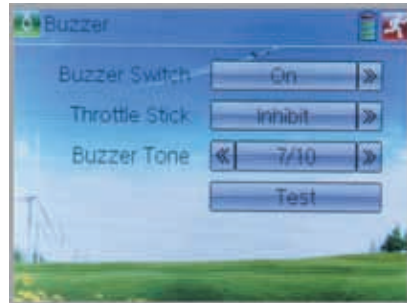 Buzzer
Buzzer Switch On »
Throttle Stick Inhibit »
Buzzer Tone « 7/10 »
Test